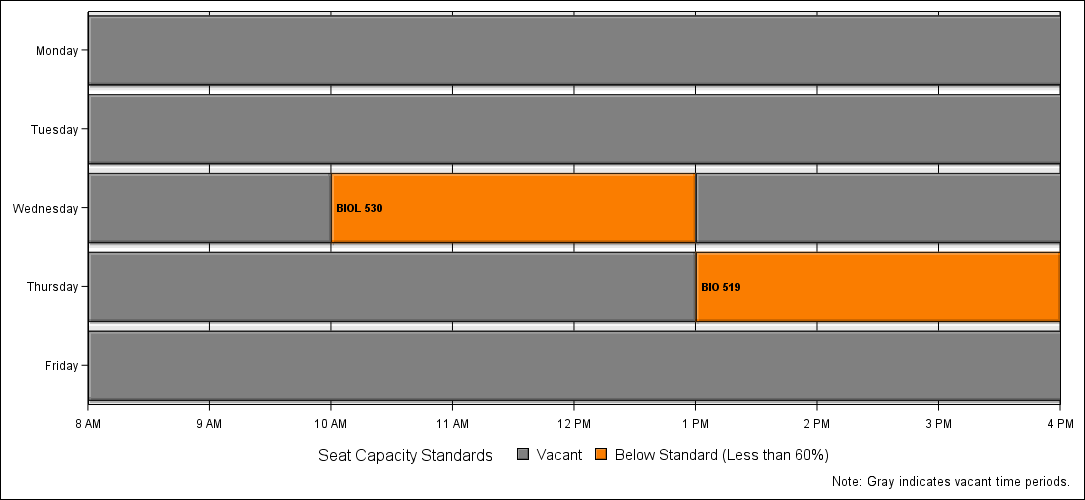 Monday
Tuesday
Wednesday
BIOL 530
Thursday
BIO 519
Friday
8 AM 9 AM 10 AM 11 AM 12 PM 1 PM 2 PM 3 PM 4 PM
Seat Capacity Standards Vacant Below Standard (Less than 60%)
Note: Gray indicates vacant time periods.